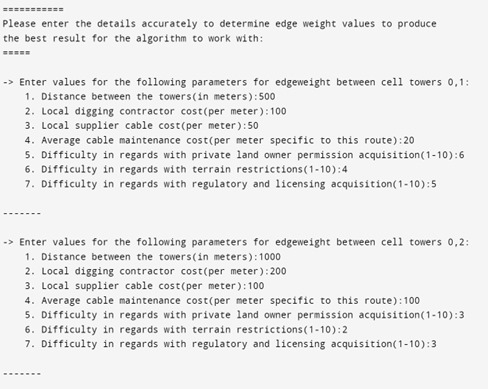 ===========
Please enter the details accurately to determine edge weight values to produce
the best result for the algorithm to work with:
=====
-> Enter values for the following parameters for edgeweight between cell towers 0,1:
1. Distance between the towers(in meters):500
2. Local digging contractor cost(per meter):100
3. Local supplier cable cost(per meter):50
4. Average cable maintenance cost(per meter specific to this route):20
5. Difficulty in regards with private land owner permission acquisition(1-10):6
6. Difficulty in regards with terrain restrictions(1-10):4
7. Difficulty in regards with regulatory and licensing acquisition(1-10):5
-------
-> Enter values for the following parameters for edgeweight between cell towers 0,2:
1. Distance between the towers(in meters):1000
2. Local digging contractor cost(per meter):200
3. Local supplier cable cost(per meter):100
4. Average cable maintenance cost(per meter specific to this route):100
5. Difficulty in regards with private land owner permission acquisition(1-10):3
6. Difficulty in regards with terrain restrictions(1-10):2
7. Difficulty in regards with regulatory and licensing acquisition(1-10):3
-------